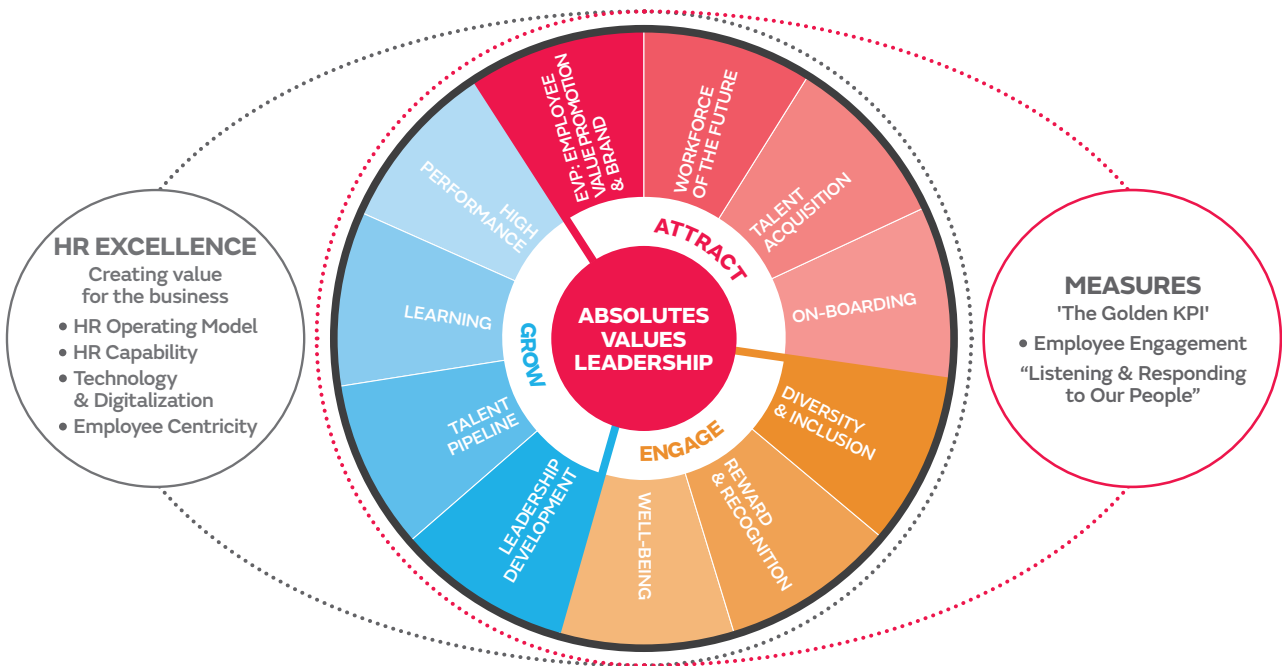 HR EXCELLENCE
Creating value
for the business
• HR Operating Model
• HR Capability
• Technology
& Digitalization
• Employee Centricity
EVP: EMPLOYEE
VALUE PROMOTION
& BRAND
WORKFORCE
OF THE FUTURE
TALENT
ACQUISITION
ON-BOARDING
DIVERSITY
& INCLUSION
REWARD
& RECOGNITION
WELL-BEING
LEADERSHIP
DEVELOPMENT
TALENT
PIPELINE
LEARNING
HIGH
PERFORMANCE
ATTRACT
ENGAGE
GROW
ABSOLUTES
VALUES
LEADERSHIP
MEASURES
'The Golden KPI'
• Employee Engagement
“Listening & Responding
to Our People”